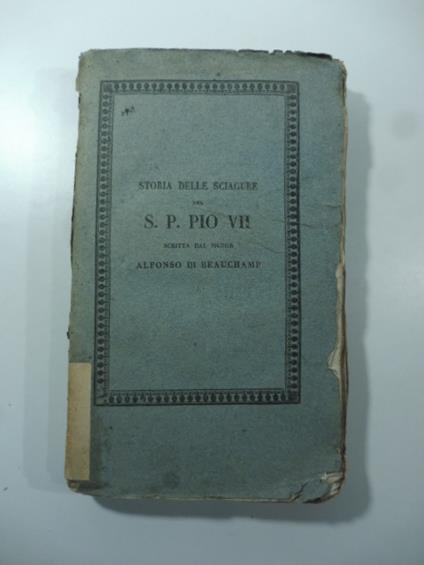 STORIA DELLE SCIAGURE
DEL
S. P. PIO VII
SCRITTA DAL SIGNOR
ALFONSO DI BEAUCHAMP